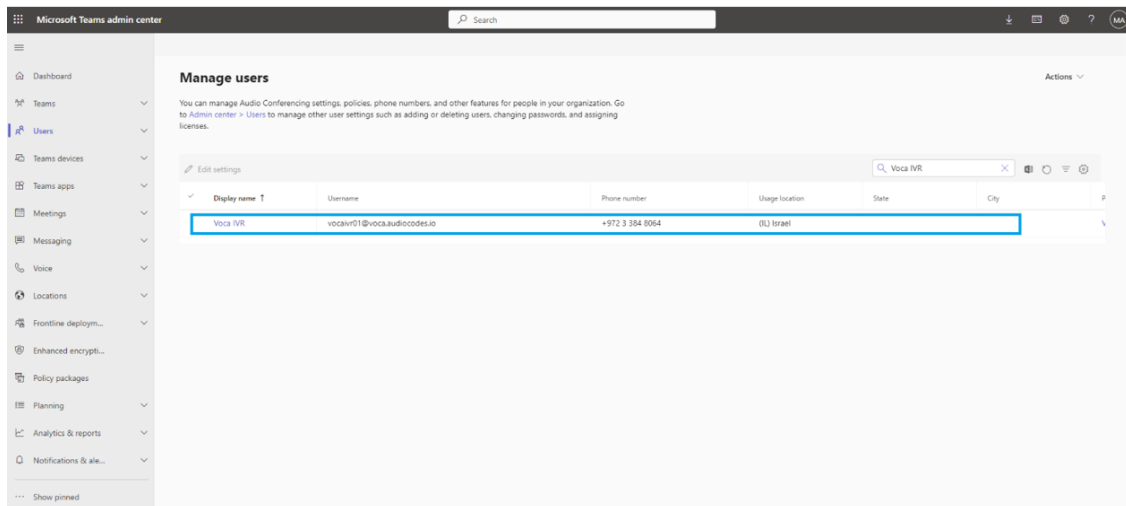 Microsoft Teams admin center
Search
?
MA
Dashboard
Teams
Users
Teams devices
Teams apps
Meetings
Messaging
Voice
Locations
Frontline deploym...
Enhanced encrypti...
Policy packages
Planning
Analytics & reports
Notifications & ale...
Show pinned
Manage users
Actions
You can manage Audio Conferencing settings, policies, phone numbers, and other features for people in your organization. Go
to Admin center > Users to manage other user settings such as adding or deleting users, changing passwords, and assigning
licenses.
Edit settings
Voca IVR
Display name ↑ Username Phone number Usage location State City P
Voca IVR vocaivr01@voca.audiocodes.io +972 3 384 8064 (IL) Israel V